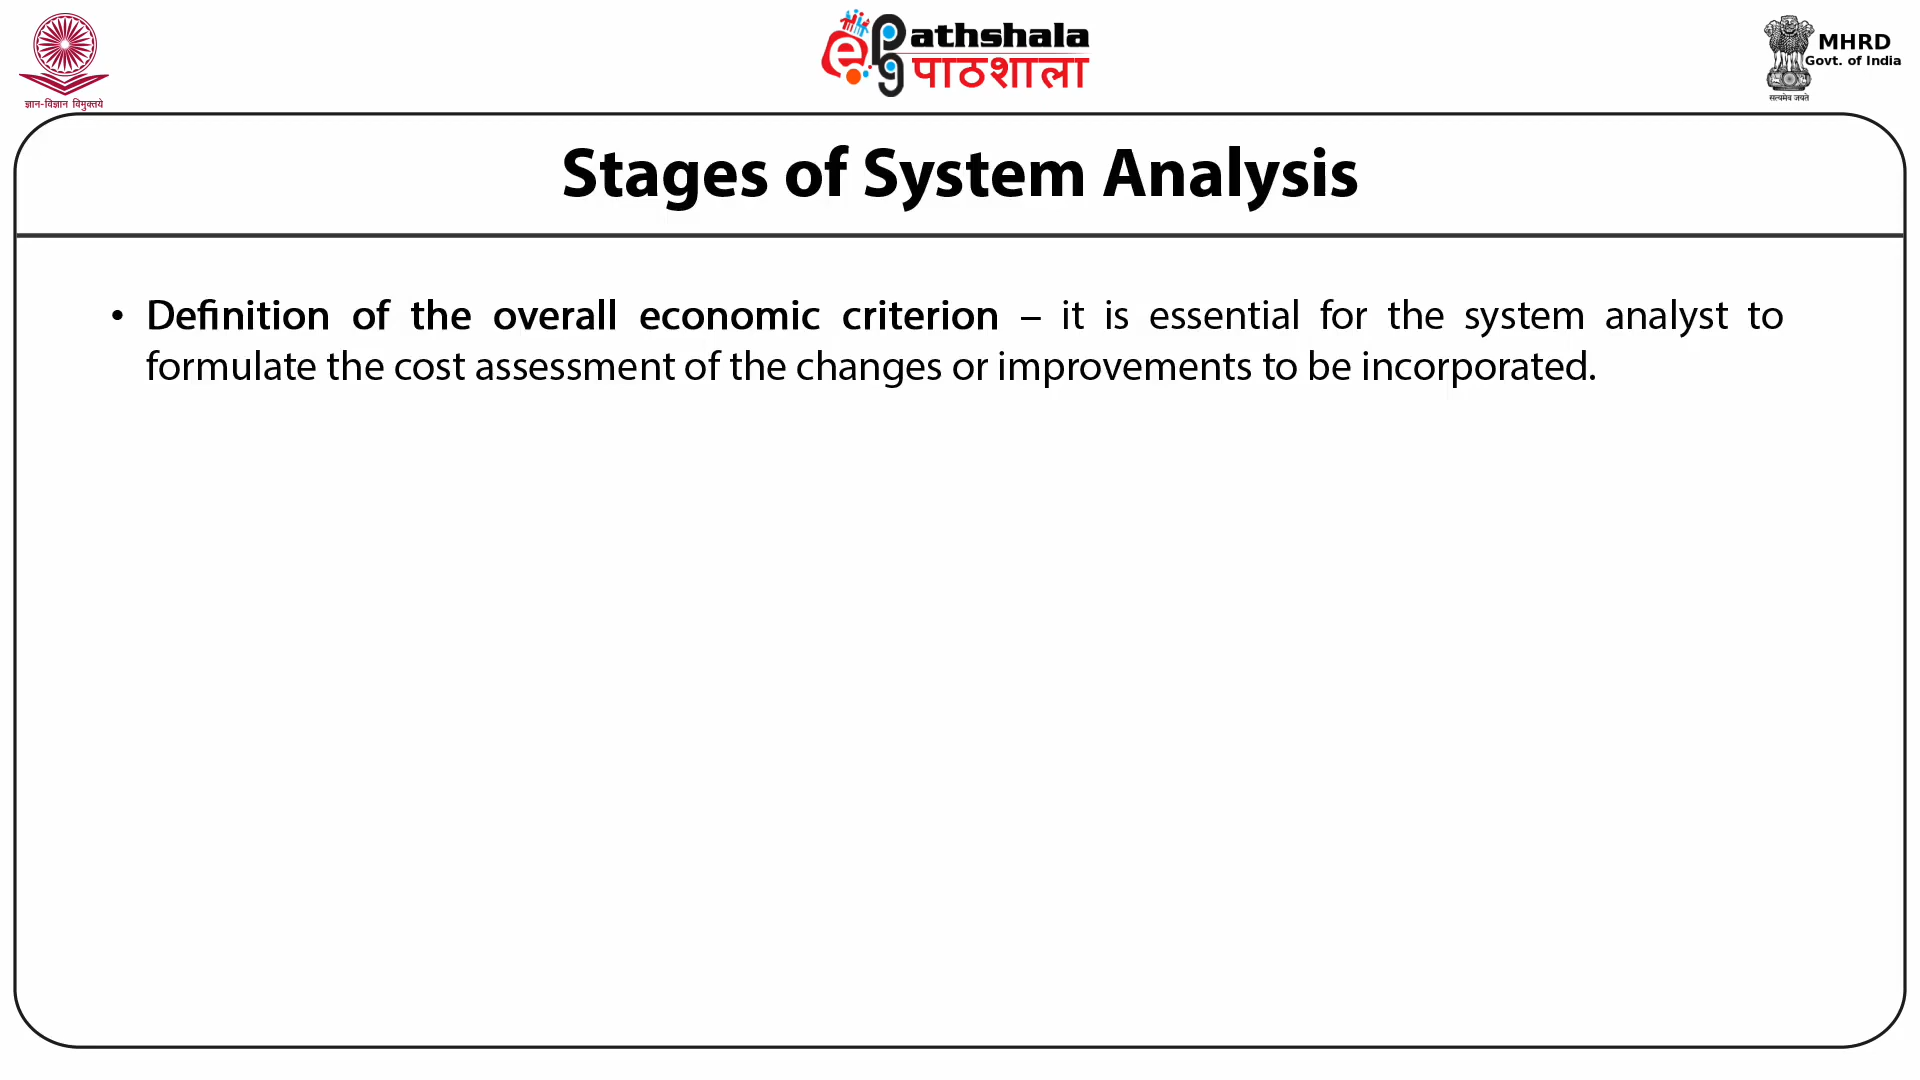 ज्ञान-विज्ञान विमुक्तये
e pg athshala
पाठशाला
MHRD
Govt. of India
सत्यमेव जयते
Stages of System Analysis
• Definition of the overall economic criterion – it is essential for the system analyst to
formulate the cost assessment of the changes or improvements to be incorporated.